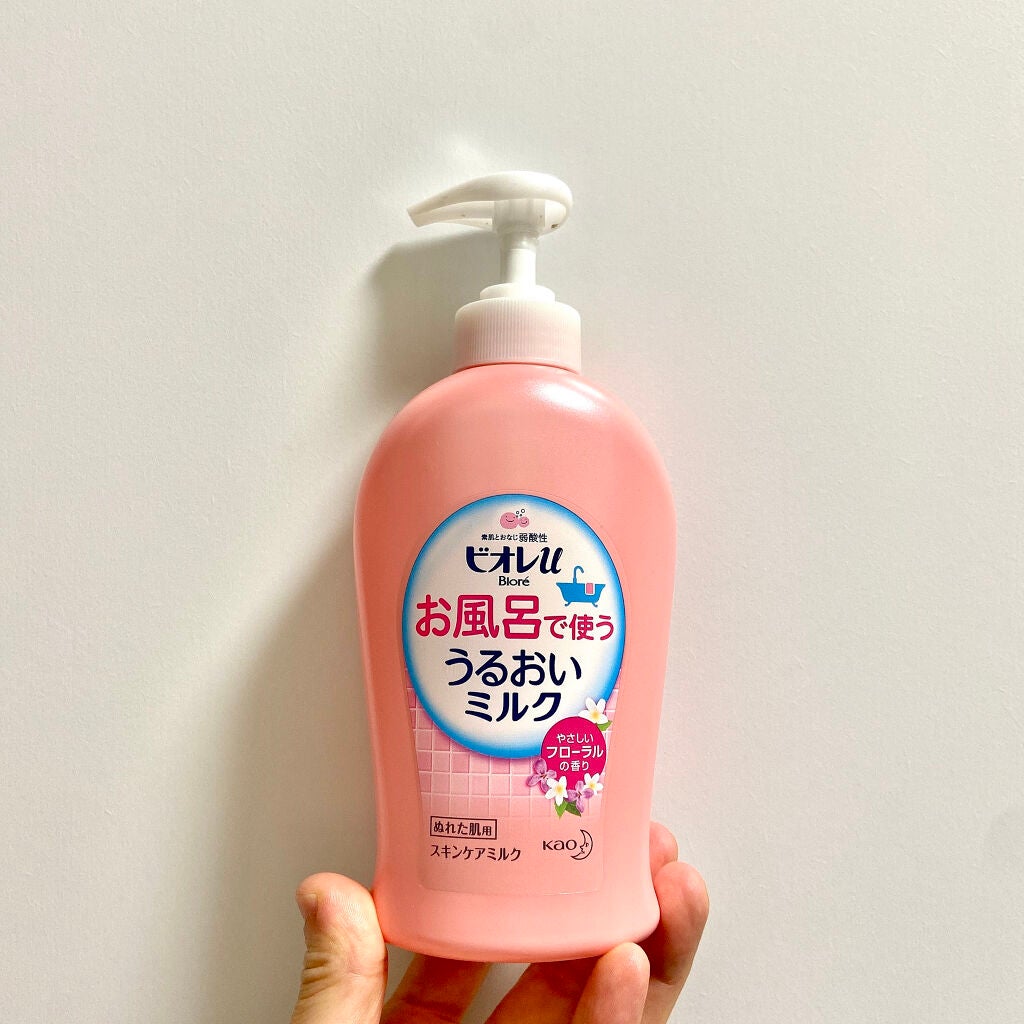 素肌とおなじ弱酸性
ビオレu
Bioré
お風呂で使う
うるおい
ミルク
やさしい
フローラル
の香り
ぬれた肌用
スキンケアミルク
Kao